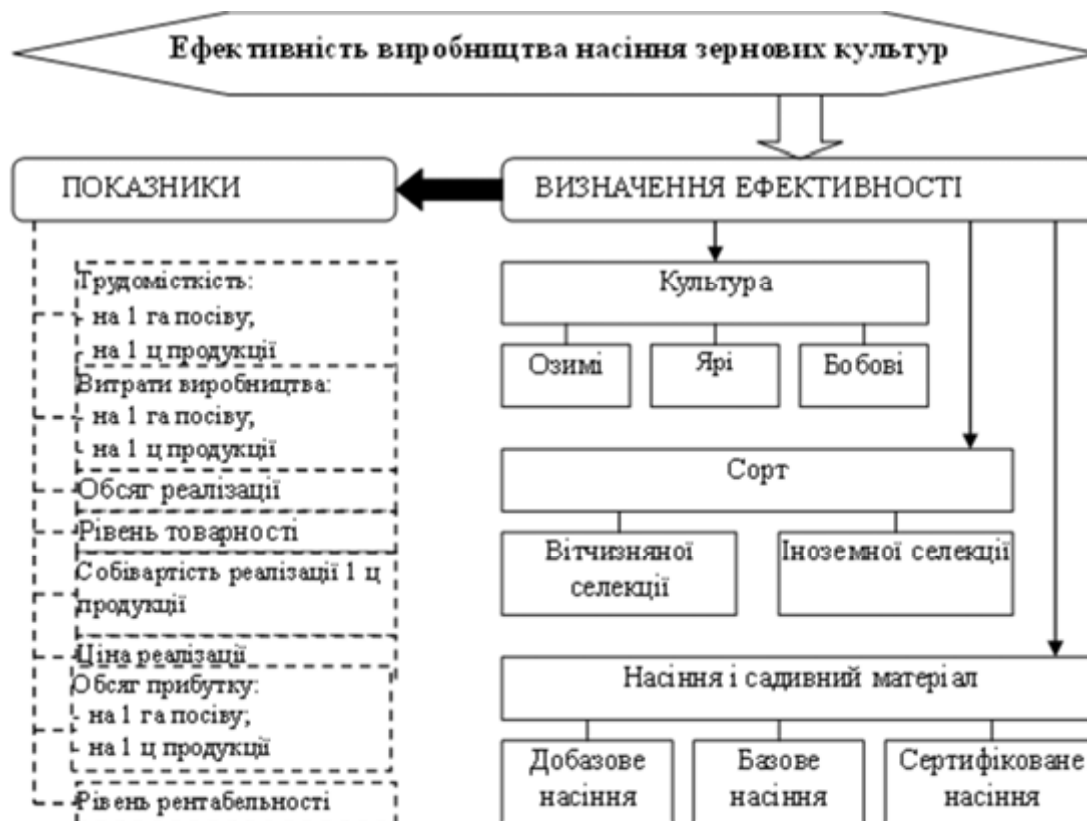 Ефективність виробництва насіння зернових культур
ПОКАЗНИКИ
ВИЗНАЧЕННЯ ЕФЕКТИВНОСТІ
Трудомісткість:
- на 1 га посіву;
- на 1 ц продукції
Витрати виробництва:
- на 1 га посіву;
- на 1 ц продукції
Обсяг реалізації
Рівень товарності
Собівартість реалізації 1 ц
продукції
Ціна реалізації
Обсяг прибутку:
- на 1 га посіву;
- на 1 ц продукції
Рівень рентабельності
Культура
Озимі
Ярі
Бобові
Сорт
Вітчизняної
селекції
Іноземної селекції
Насіння і садивний матеріал
Добазове
насіння
Базове
насіння
Сертифіковане
насіння